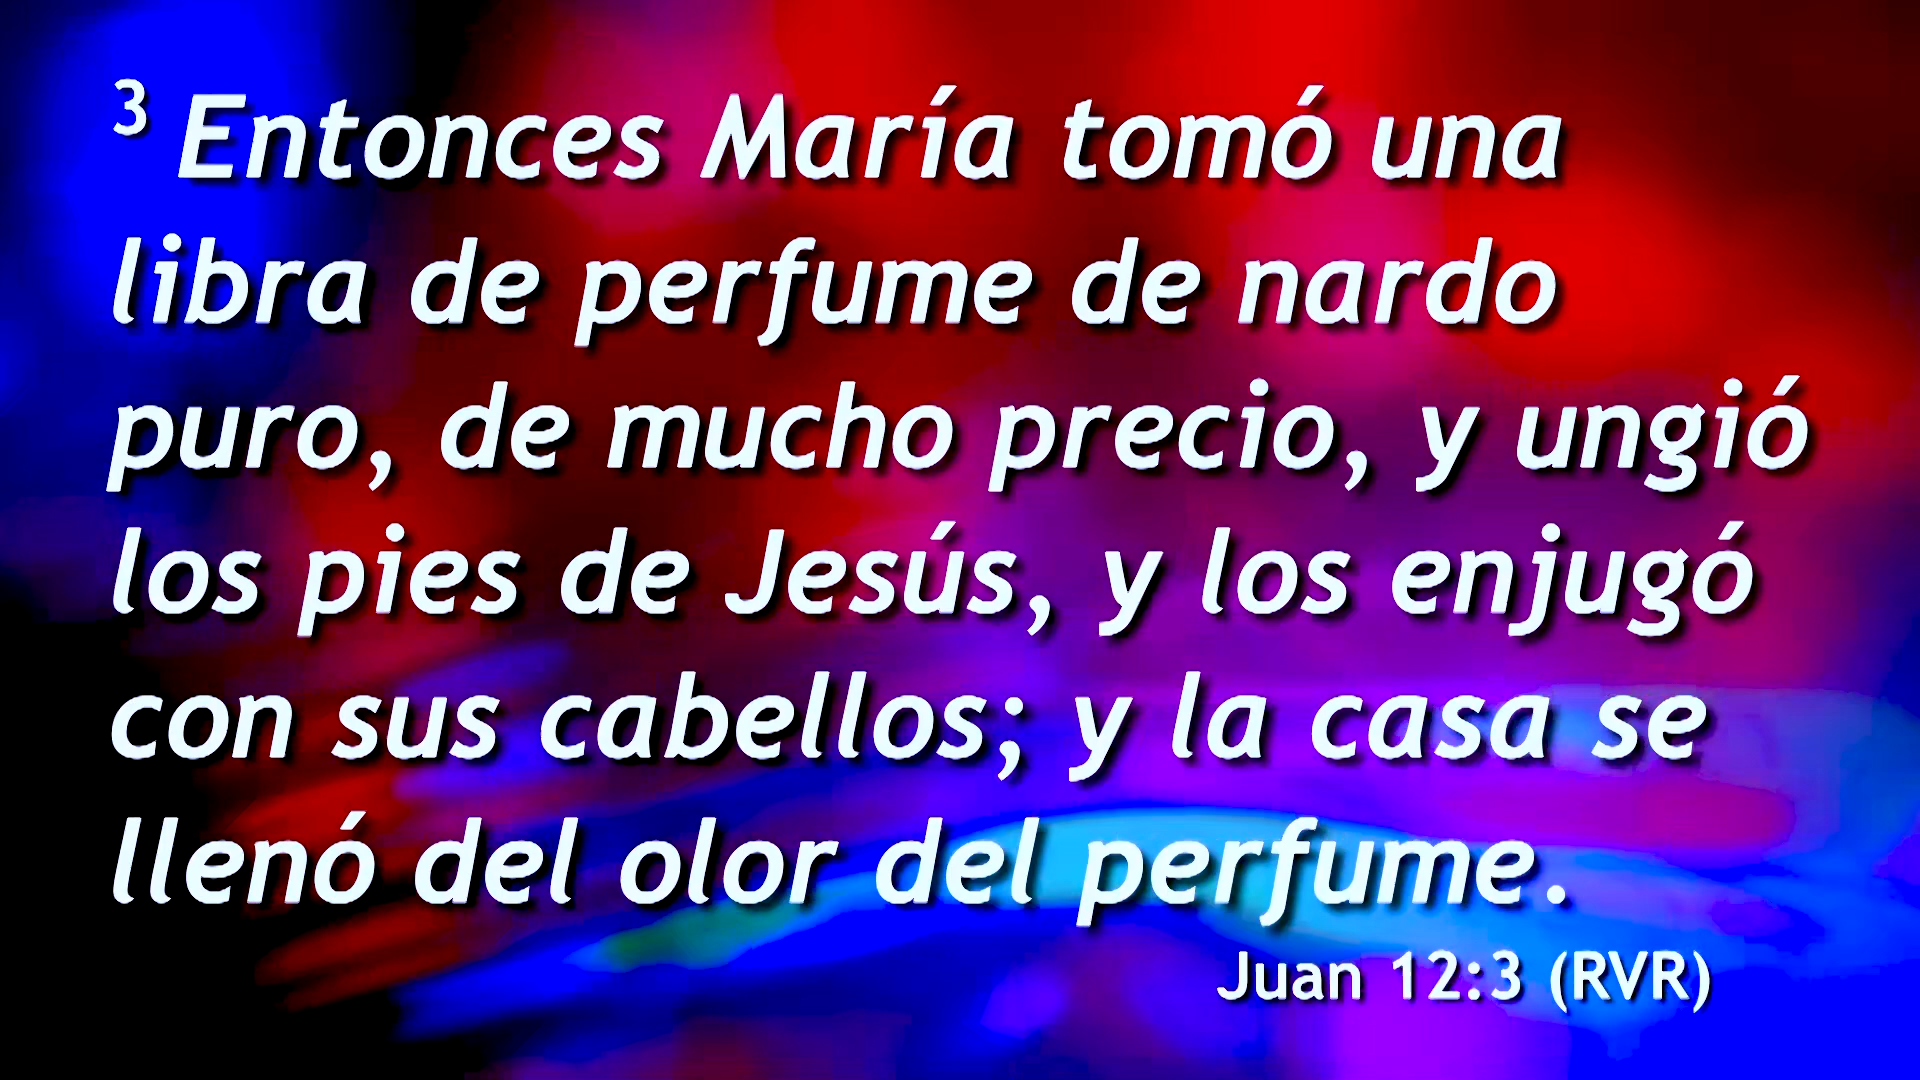 3 Entonces María tomó una
libra de perfume de nardo
puro, de mucho precio, y ungió
los pies de Jesús, y los enjugó
con sus cabellos; y la casa se
llenó del olor del perfume.
Juan 12:3 (RVR)